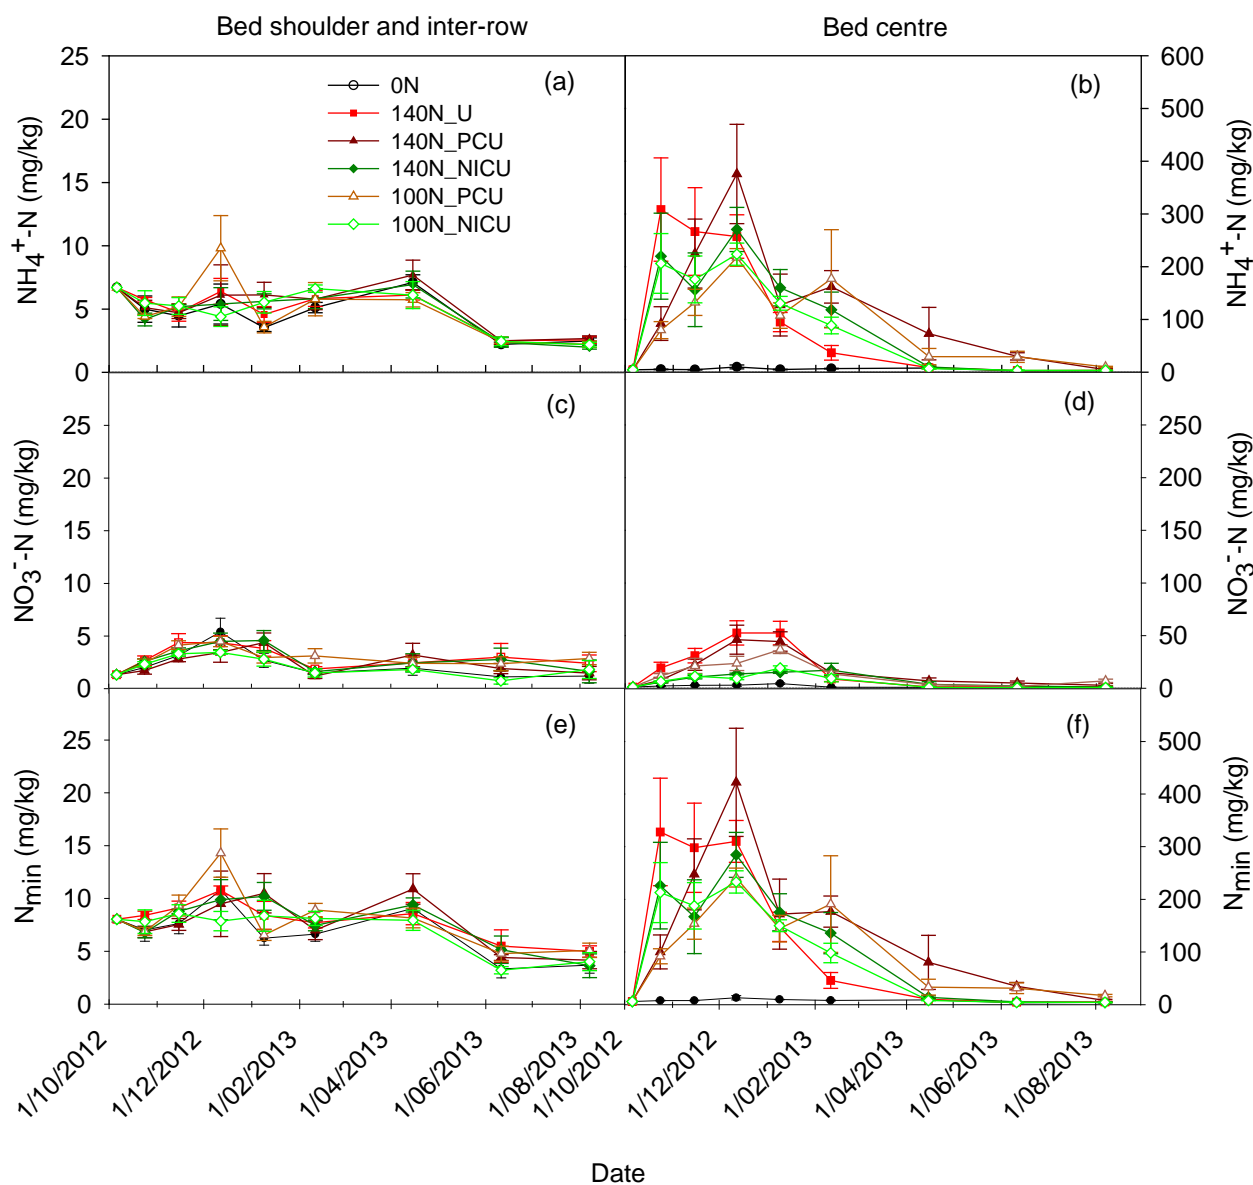 Bed shoulder and inter-row
Bed centre
25
20
15
10
5
0
NH4+-N (mg/kg)
(a)
0N
140N_U
140N_PCU
140N_NICU
100N_PCU
100N_NICU
(b)
600
500
400
300
200
100
0
NH4+-N (mg/kg)
25
20
15
10
5
0
NO3--N (mg/kg)
(c)
(d)
250
200
150
100
50
0
NO3--N (mg/kg)
25
20
15
10
5
0
Nmin (mg/kg)
(e)
(f)
500
400
300
200
100
0
Nmin (mg/kg)
1/10/2012
1/12/2012
1/02/2013
1/04/2013
1/06/2013
1/08/2013
1/10/2012
1/12/2012
1/02/2013
1/04/2013
1/06/2013
1/08/2013
Date